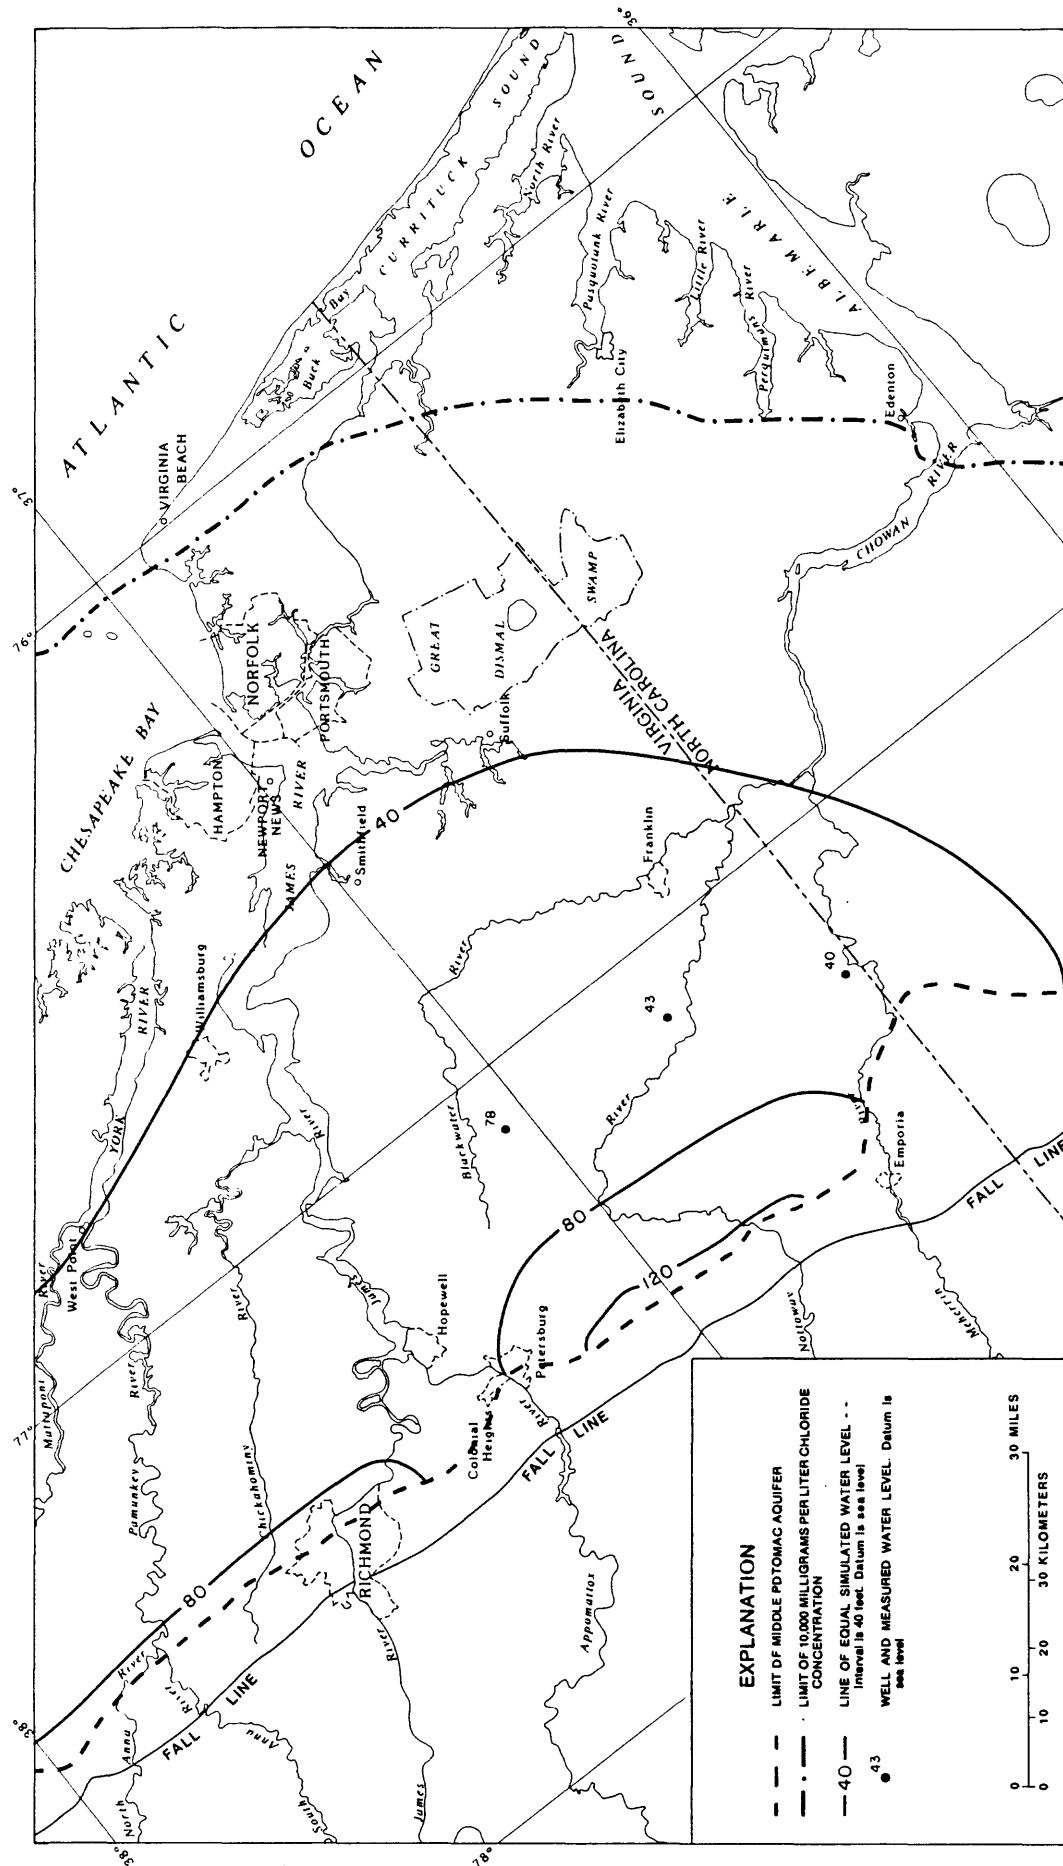 ATLANTIC
OCEAN
36°
37°
76°
77°
38°
38°
78°
CHESAPEAKE BAY
VIRGINIA
BEACH
Buck
Bay
CURRITUCK
SOUND
North River
Pasquotank River
Elizabeth City
Little River
Perquimans River
ALBEMARLE
SOUND
Edenton
CHOWAN
RIVER
NORFOLK
PORTSMOUTH
HAMPTON
NEWPORT
NEWS
JAMES
RIVER
GREAT
DISMAL
SWAMP
Suffolk
VIRGINIA
NORTH CAROLINA
40
Smithfield
Franklin
Williamsburg
YORK
RIVER
West Point
River
Mattaponi
Pamunkey
River
Chickahominy
River
James
River
Blackwater
River
78
43
40
River
80
120
Emporia
River
Meherrin
Nottoway
FALL
LINE
Hopewell
Petersburg
Colonial
Heights
River
Appomattox
FALL
LINE
RICHMOND
80
River
James
FALL
LINE
North
Anna
River
South
Anna
River
EXPLANATION
LIMIT OF MIDDLE POTOMAC AQUIFER
LIMIT OF 10,000 MILLIGRAMS PER LITER CHLORIDE
CONCENTRATION
40 LINE OF EQUAL SIMULATED WATER LEVEL --
Interval is 40 feet. Datum is sea level
43 WELL AND MEASURED WATER LEVEL. Datum is
sea level
0 10 20 30 MILES
0 10 20 30 KILOMETERS